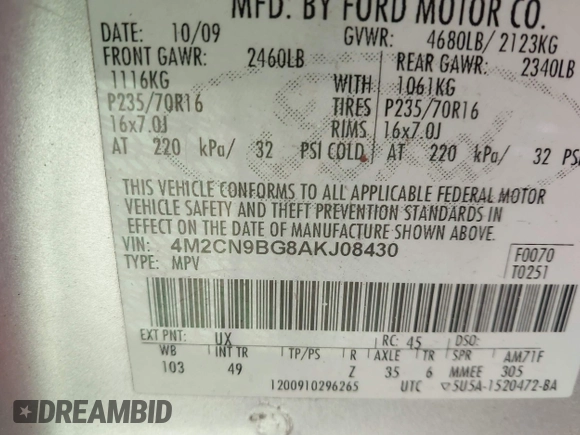 MFD. BY FORD MOTOR CO.
DATE: 10/09 GVWR: 4680LB/ 2123KG
FRONT GAWR: 2460LB REAR GAWR: 2340LB
1116KG WITH 1061KG
P235/70R16 TIRES P235/70R16
16x7.0J RIMS 16x7.0J
AT 220 kPa/ 32 PSI COLD AT 220 kPa/ 32 PSI
THIS VEHICLE CONFORMS TO ALL APPLICABLE FEDERAL MOTOR
VEHICLE SAFETY AND THEFT PREVENTION STANDARDS IN
EFFECT ON THE DATE OF MANUFACTURE SHOWN ABOVE.
VIN: 4M2CN9BG8AKJ08430 F0070
TYPE: MPV T0251
EXT PNT: UX RC: 45 DSO:
WB INT TR TP/PS R AXLE TR SPR AM71F
103 49 Z 35 6 MMEE 305
1200910296265 UTC 5U5A-1520472-BA
DREAMBID